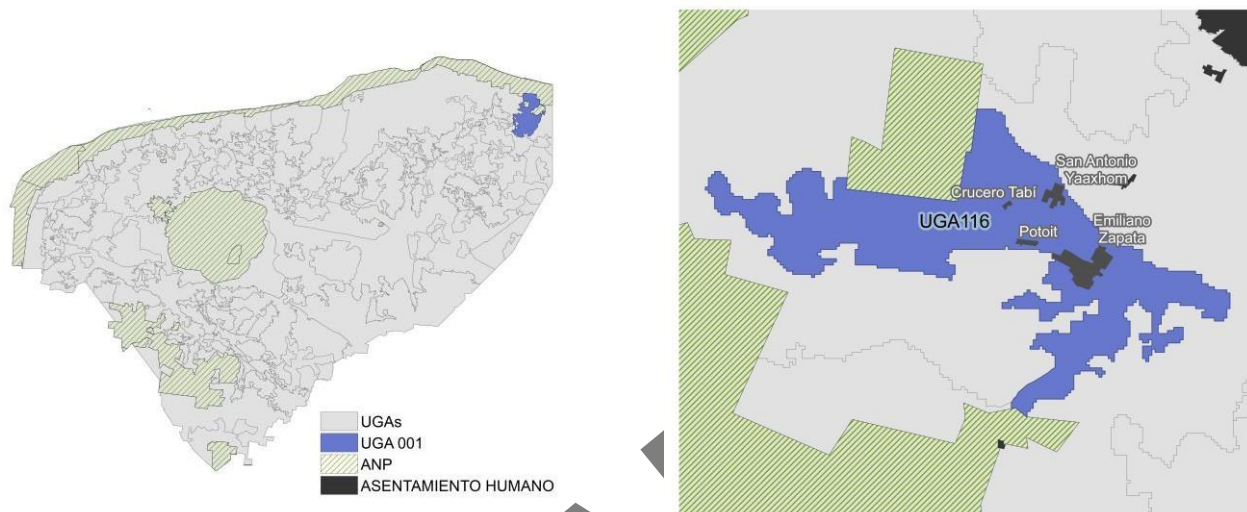 UGAs
UGA 001
ANP
ASENTAMIENTO HUMANO
San Antonio
Yaaxhom
Crucero Tabi
UGA116
Potoit
Emiliano
Zapata